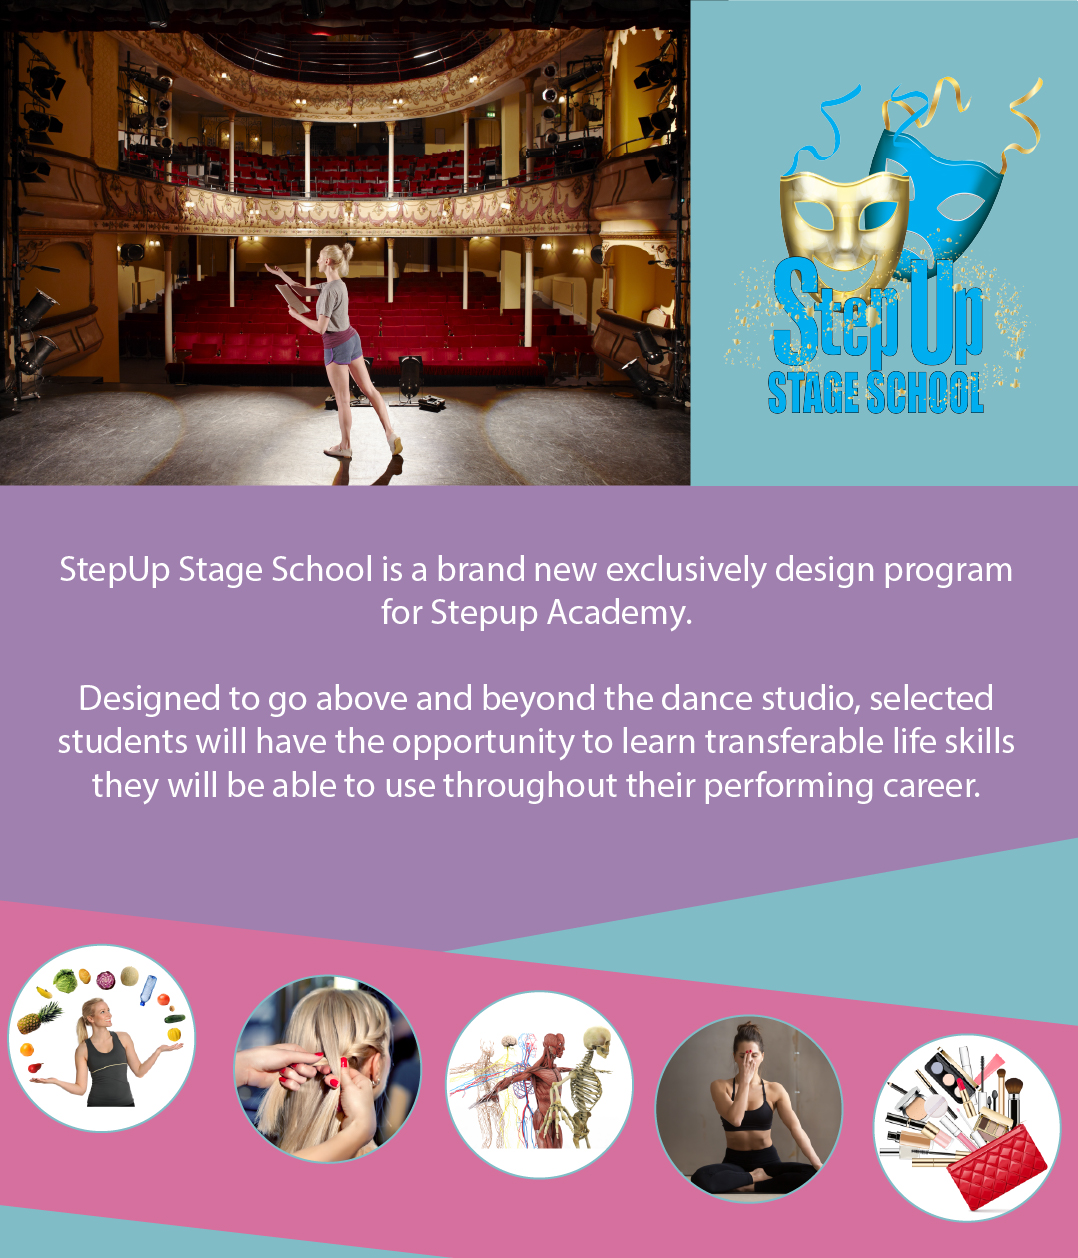 Step Up
STAGE SCHOOL
StepUp Stage School is a brand new exclusively design program
for Stepup Academy.
Designed to go above and beyond the dance studio, selected
students will have the opportunity to learn transferable life skills
they will be able to use throughout their performing career.